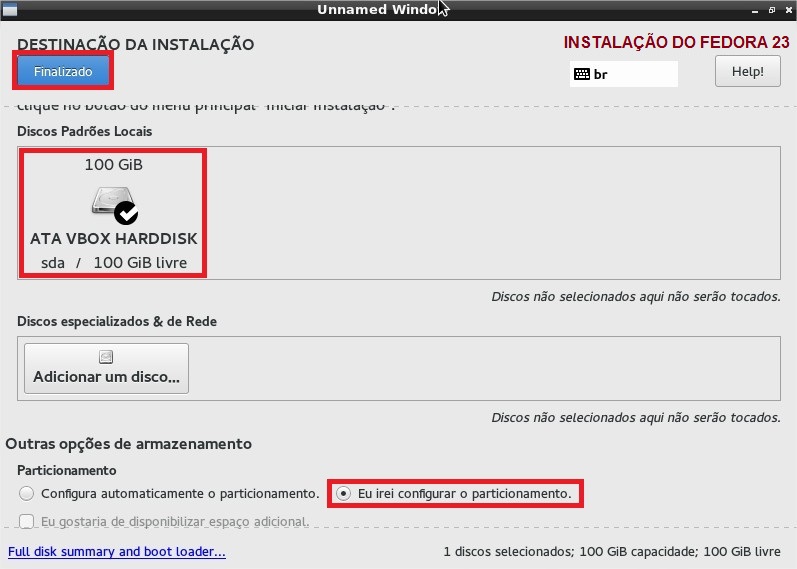 Unnamed Window
DESTINAÇÃO DA INSTALAÇÃO
INSTALAÇÃO DO FEDORA 23
Finalizado
br
Help!
clique no botão do menu principal "Iniciar Instalação".
Discos Padrões Locais
100 GiB
ATA VBOX HARDDISK
sda / 100 GiB livre
Discos não selecionados aqui não serão tocados.
Discos especializados & de Rede
Adicionar um disco...
Discos não selecionados aqui não serão tocados.
Outras opções de armazenamento
Particionamento
Configura automaticamente o particionamento.
Eu irei configurar o particionamento.
Eu gostaria de disponibilizar espaço adicional.
Full disk summary and boot loader...
1 discos selecionados; 100 GiB capacidade; 100 GiB livre